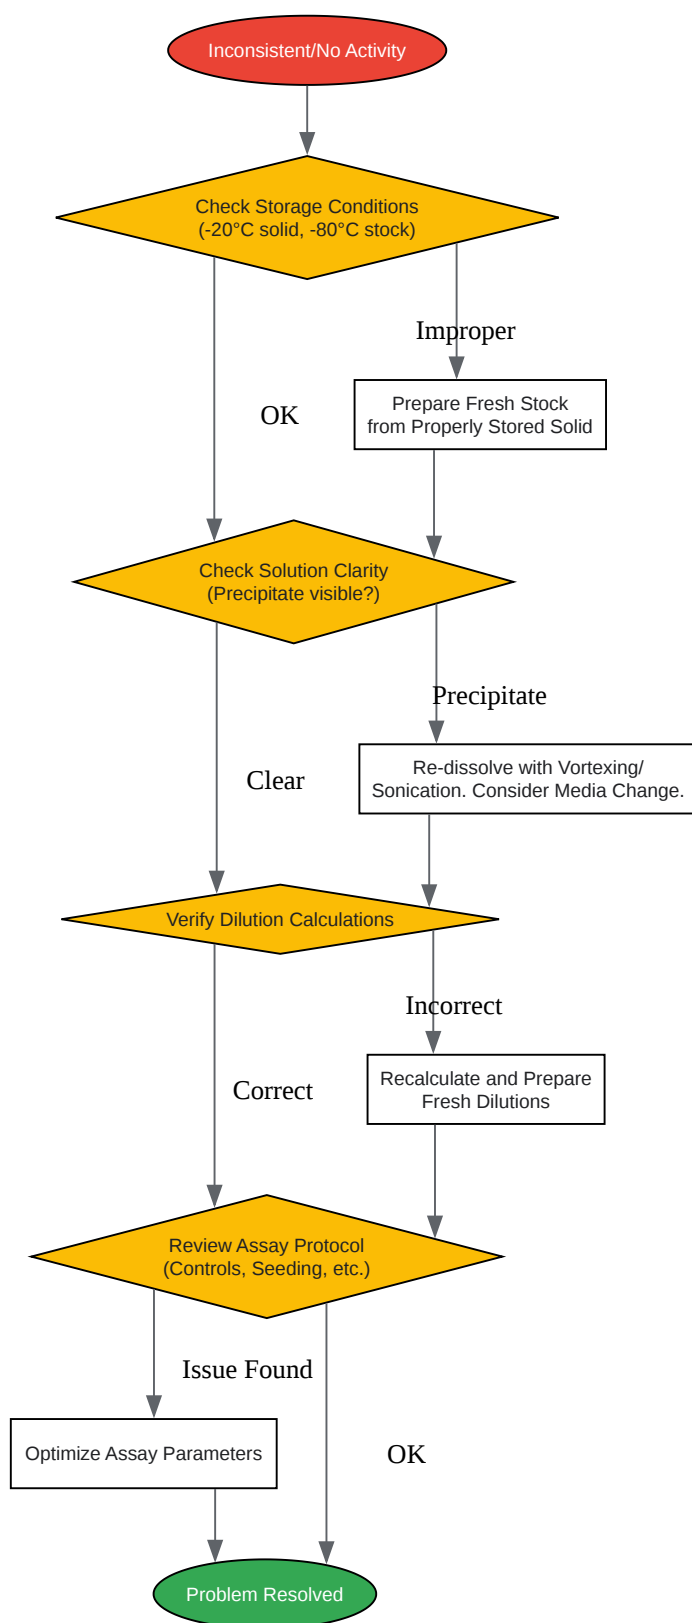 Inconsistent/No Activity
Check Storage Conditions
(-20°C solid, -80°C stock)
Improper
OK
Prepare Fresh Stock
from Properly Stored Solid
Check Solution Clarity
(Precipitate visible?)
Precipitate
Clear
Re-dissolve with Vortexing/
Sonication. Consider Media Change.
Verify Dilution Calculations
Incorrect
Correct
Recalculate and Prepare
Fresh Dilutions
Review Assay Protocol
(Controls, Seeding, etc.)
Issue Found
OK
Optimize Assay Parameters
Problem Resolved